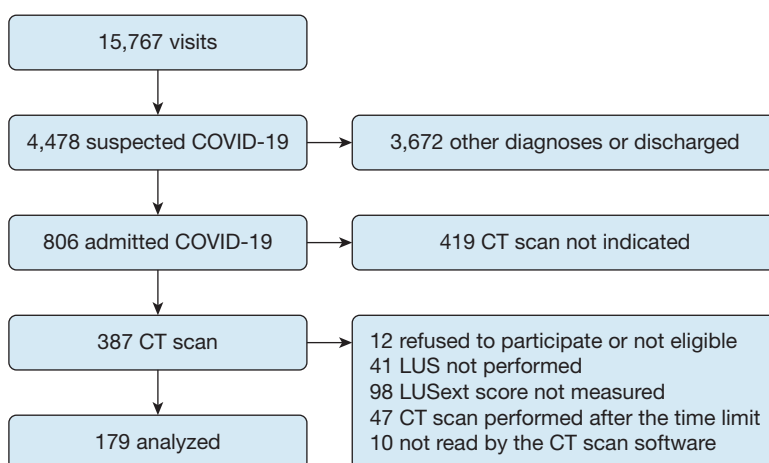 15,767 visits
4,478 suspected COVID-19
3,672 other diagnoses or discharged
806 admitted COVID-19
419 CT scan not indicated
387 CT scan
12 refused to participate or not eligible
41 LUS not performed
98 LUSext score not measured
47 CT scan performed after the time limit
10 not read by the CT scan software
179 analyzed